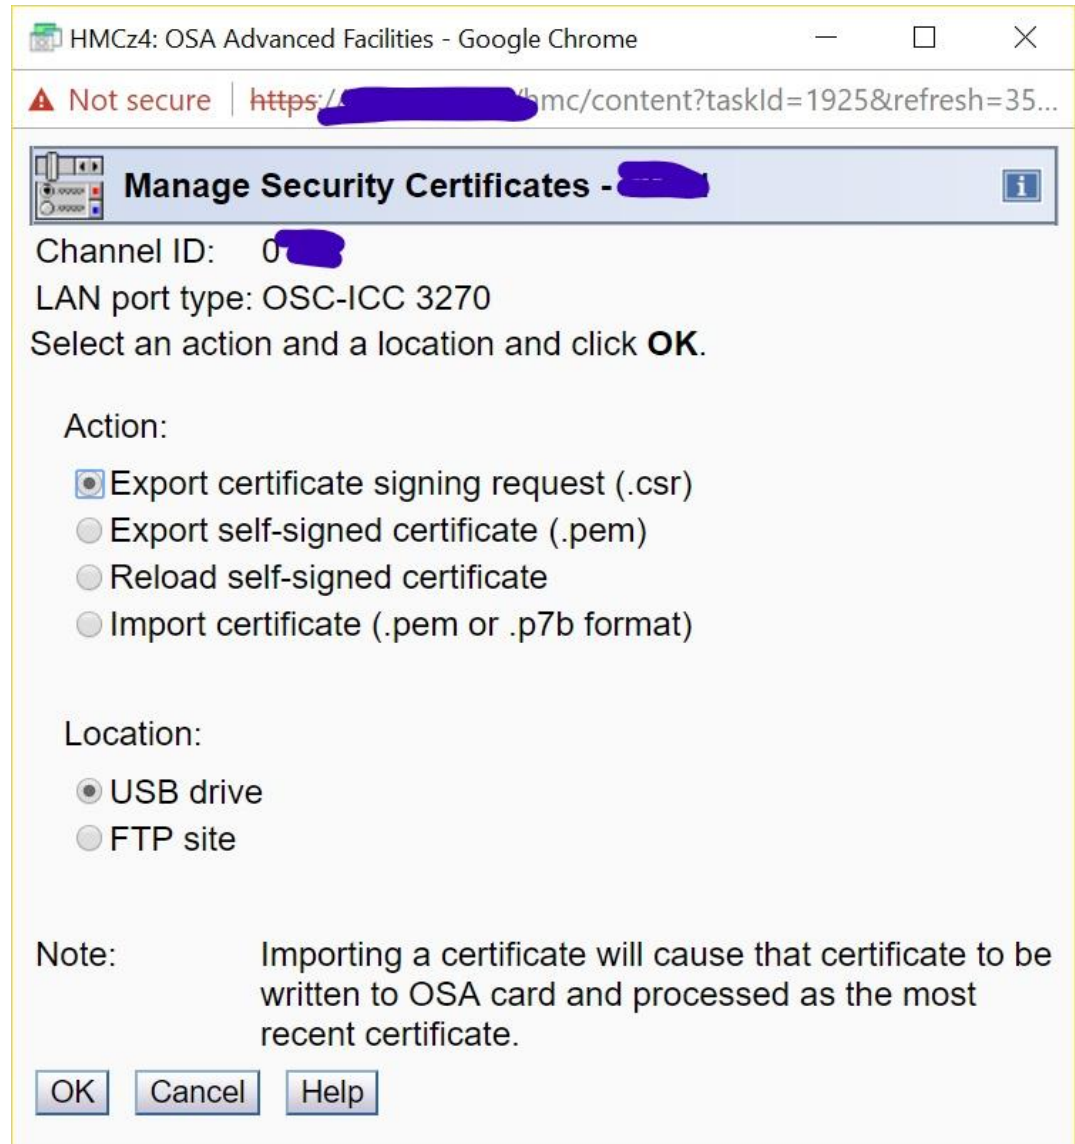 HMCz4: OSA Advanced Facilities - Google Chrome
Not secure | https:// hmc/content?taskId=1925&refresh=35...
Manage Security Certificates -
i
Channel ID: 0
LAN port type: OSC-ICC 3270
Select an action and a location and click OK.
Action:
Export certificate signing request (.csr)
Export self-signed certificate (.pem)
Reload self-signed certificate
Import certificate (.pem or .p7b format)
Location:
USB drive
FTP site
Note: Importing a certificate will cause that certificate to be
written to OSA card and processed as the most
recent certificate.
OK Cancel Help